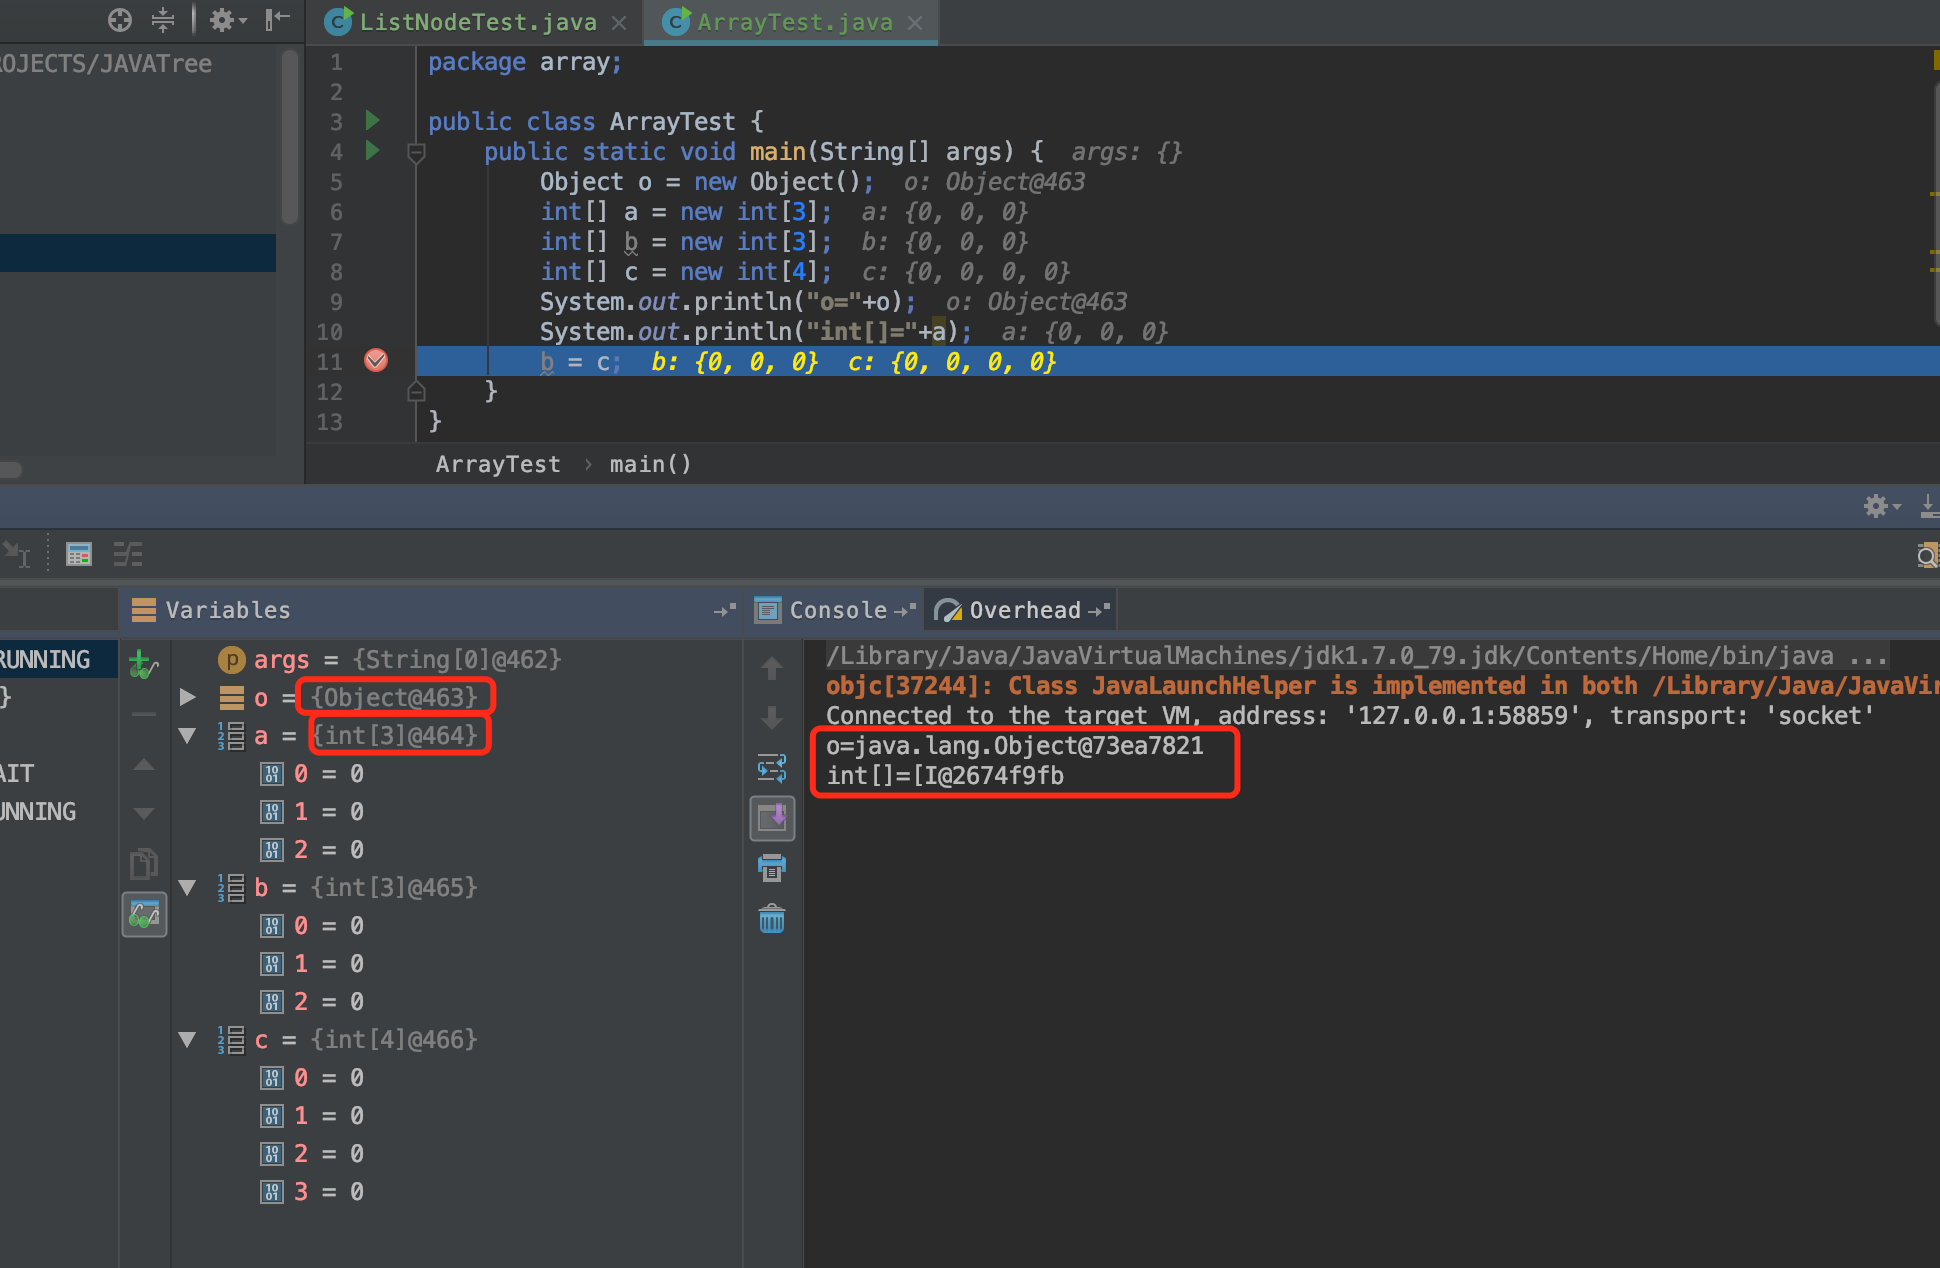 ListNodeTest.java
ArrayTest.java
ROJECTS/JAVATree
1 package array;
2
3 public class ArrayTest {
4 public static void main(String[] args) { args: {}
5 Object o = new Object(); o: Object@463
6 int[] a = new int[3]; a: {0, 0, 0}
7 int[] b = new int[3]; b: {0, 0, 0}
8 int[] c = new int[4]; c: {0, 0, 0, 0}
9 System.out.println("o="+o); o: Object@463
10 System.out.println("int[]="+a); a: {0, 0, 0}
11 b = c; b: {0, 0, 0} c: {0, 0, 0, 0}
12 }
13 }
ArrayTest › main()
Variables
Console
Overhead
RUNNING
}
AIT
UNNING
args = {String[0]@462}
o = {Object@463}
a = {int[3]@464}
0 = 0
1 = 0
2 = 0
b = {int[3]@465}
0 = 0
1 = 0
2 = 0
c = {int[4]@466}
0 = 0
1 = 0
2 = 0
3 = 0
/Library/Java/JavaVirtualMachines/jdk1.7.0_79.jdk/Contents/Home/bin/java ...
objc[37244]: Class JavaLaunchHelper is implemented in both /Library/Java/JavaVir
Connected to the target VM, address: '127.0.0.1:58859', transport: 'socket'
o=java.lang.Object@73ea7821
int[]=[I@2674f9fb